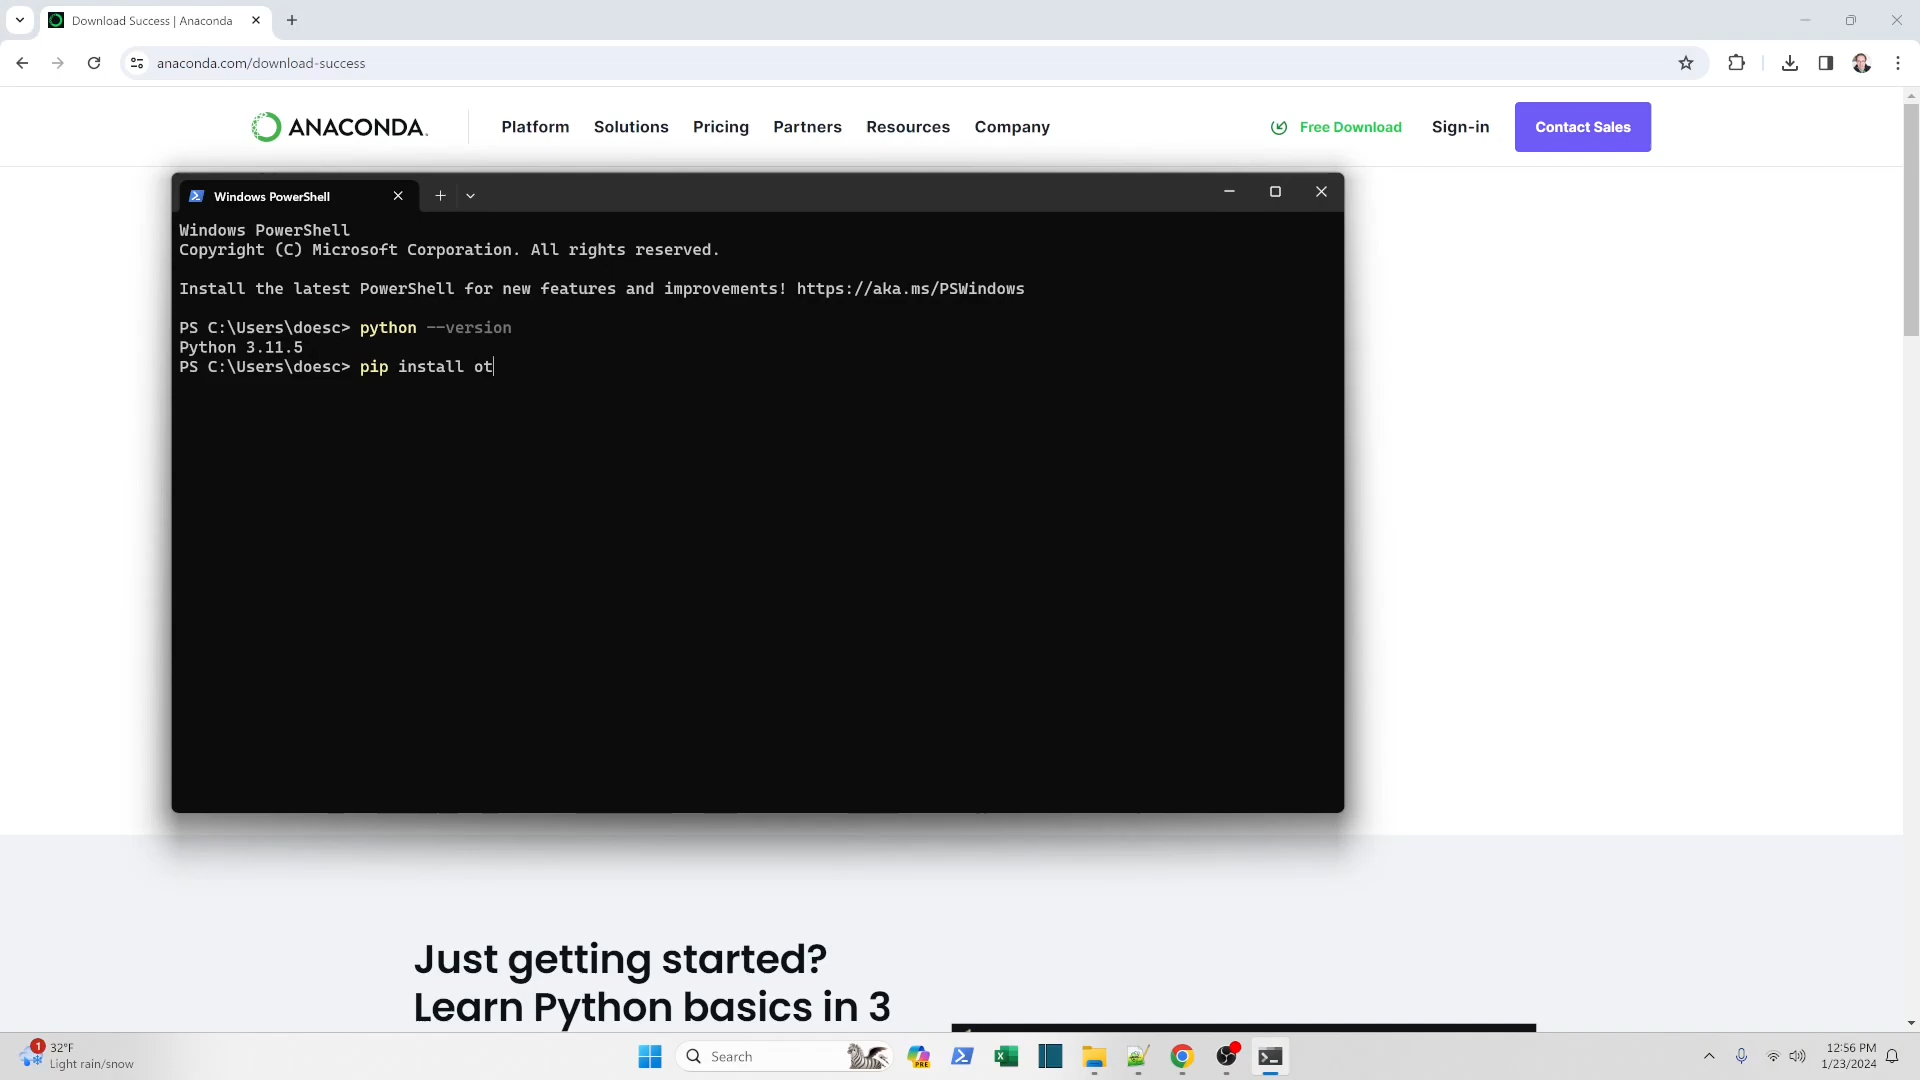 Download Success | Anaconda
anaconda.com/download-success
ANACONDA.
Platform Solutions Pricing Partners Resources Company
Free Download Sign-in Contact Sales
Windows PowerShell
Windows PowerShell
Copyright (C) Microsoft Corporation. All rights reserved.
Install the latest PowerShell for new features and improvements! https://aka.ms/PSWindows
PS C:\Users\doesc> python --version
Python 3.11.5
PS C:\Users\doesc> pip install ot
Just getting started?
Learn Python basics in 3
1
32°F
Light rain/snow
Search
PRE
12:56 PM
1/23/2024